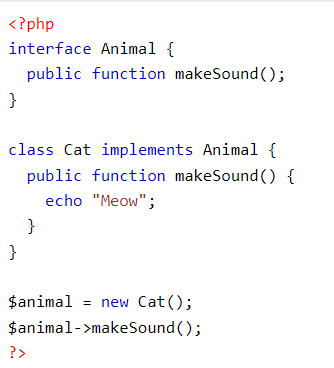 <?php
interface Animal {
  public function makeSound();
}

class Cat implements Animal {
  public function makeSound() {
    echo "Meow";
  }
}

$animal = new Cat();
$animal->makeSound();
?>